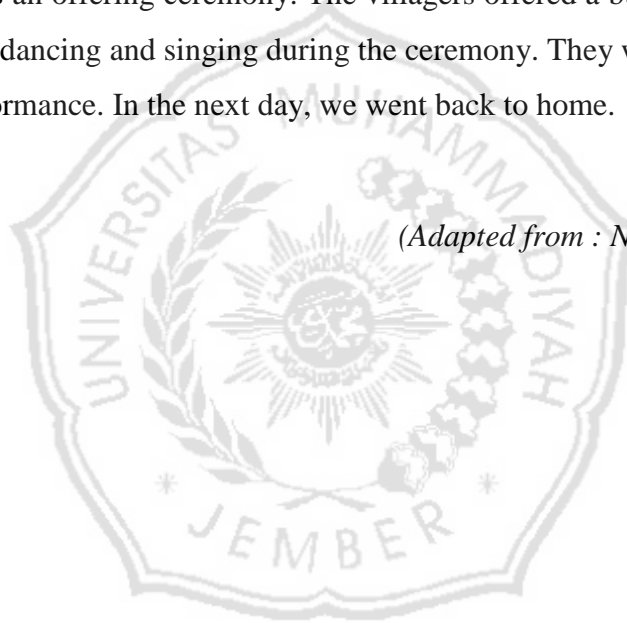 an offering ceremony. The villagers offered a
dancing and singing during the ceremony. They
ormance. In the next day, we went back to home.
(Adapted from : N
UNIVERSITAS MUHAMMADIYAH
JEMBER